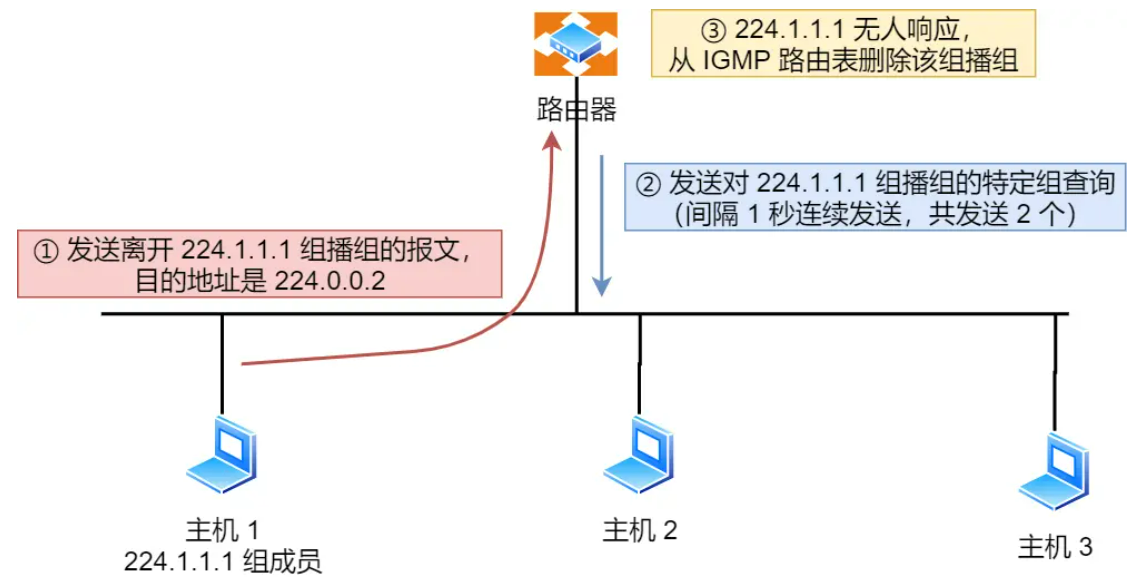 ③ 224.1.1.1 无人响应，
从 IGMP 路由表删除该组播组
路由器
② 发送对 224.1.1.1 组播组的特定组查询
（间隔 1 秒连续发送，共发送 2 个）
① 发送离开 224.1.1.1 组播组的报文，
目的地址是 224.0.0.2
主机 1
224.1.1.1 组成员
主机 2
主机 3